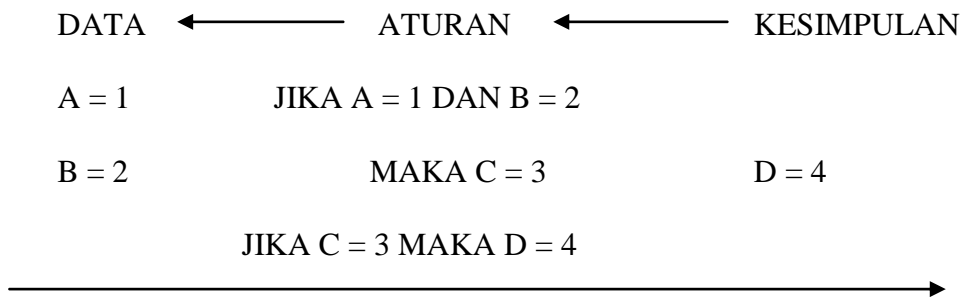 DATA ATURAN KESIMPULAN
A = 1 JIKA A = 1 DAN B = 2
B = 2 MAKA C = 3 D = 4
JIKA C = 3 MAKA D = 4